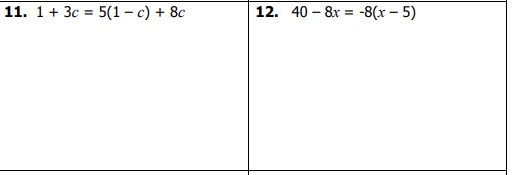 11. 1 + 3c = 5(1 – c) + 8c
12. 40 – 8x = -8(x – 5)